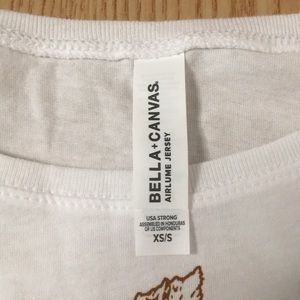 BELLA+CANVAS.
AIRLUME JERSEY
USA STRONG
ASSEMBLED IN HONDURAS
OF US COMPONENTS
XS/S